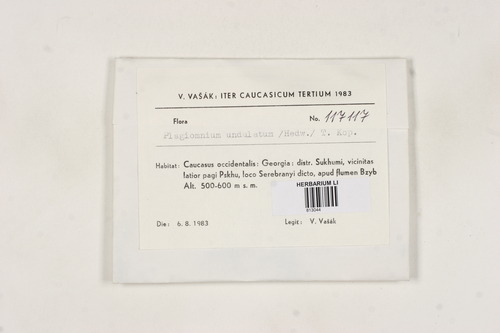 V. VAŠÁK: ITER CAUCASICUM TERTIUM 1983
Flora No. 117117
Plagiomnium undulatum /Hedw./ T. Kop.
Habitat: Caucasus occidentalis: Georgia: distr. Sukhumi, vicinitas
latior pagi Pskhu, loco Serebranyi dicto, apud flumen Bzyb
Alt. 500-600 m s. m.
HERBARIUM LI
813044
Die: 6. 8. 1983 Legit: V. Vašák